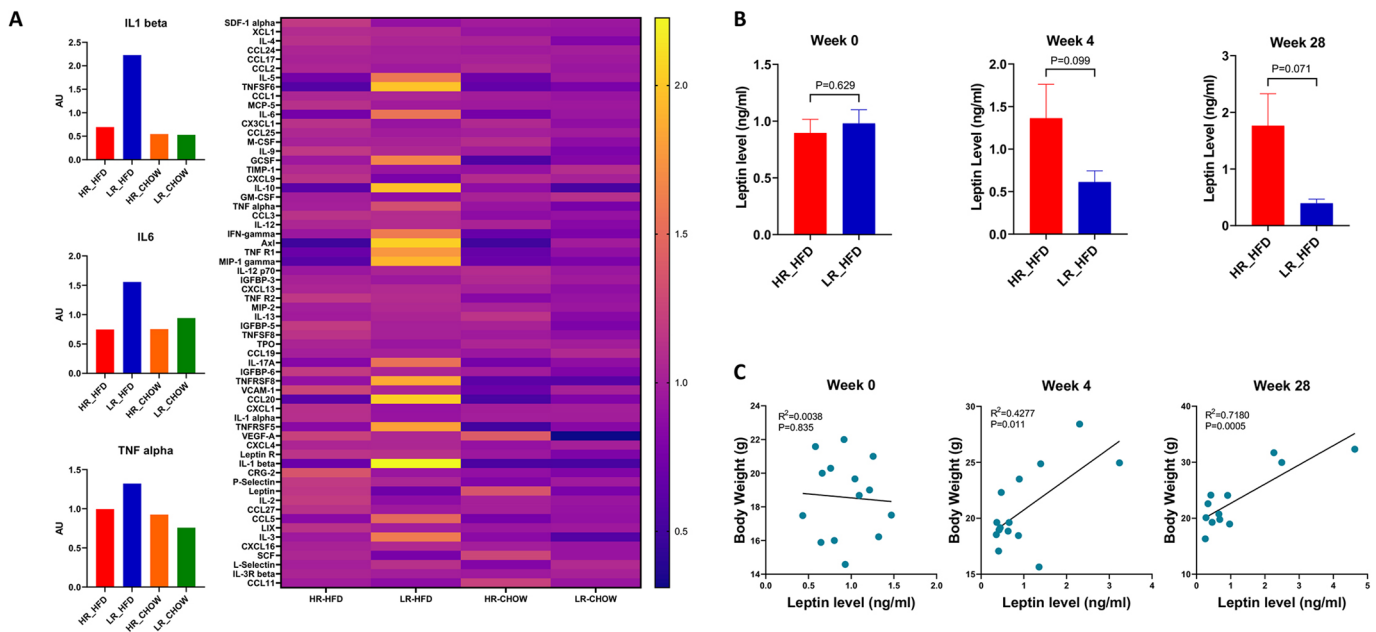 A
IL1 beta
AU
2.5
2.0
1.5
1.0
0.5
0.0
HR_HFD
LR_HFD
HR_CHOW
LR_CHOW
IL6
AU
2.0
1.5
1.0
0.5
0.0
HR_HFD
LR_HFD
HR_CHOW
LR_CHOW
TNF alpha
AU
1.5
1.0
0.5
0.0
HR_HFD
LR_HFD
HR_CHOW
LR_CHOW
SDF-1 alpha
XCL1
IL-4
CCL24
CCL17
CCL2
IL-5
TNFSF6
CCL1
MCP-5
IL-6
CX3CL1
CCL25
M-CSF
IL-9
GCSF
TIMP-1
CXCL9
IL-10
GM-CSF
TNF alpha
CCL3
IL-12
IFN-gamma
Axl
TNF R1
MIP-1 gamma
IL-12 p70
IGFBP-3
CXCL13
TNF R2
MIP-2
IL-13
IGFBP-5
TNFSF8
TPO
CCL19
IL-17A
IGFBP-6
TNFRSF8
VCAM-1
CCL20
CXCL1
IL-1 alpha
TNFRSF5
VEGF-A
CXCL4
Leptin R
IL-1 beta
CRG-2
P-Selectin
Leptin
IL-2
CCL27
CCL5
LIX
IL-3
CXCL16
SCF
L-Selectin
IL-3R beta
CCL11
HR-HFD
LR-HFD
HR-CHOW
LR-CHOW
2.0
1.5
1.0
0.5
B
Week 0
P=0.629
Leptin level (ng/ml)
1.5
1.0
0.5
0.0
HR_HFD
LR_HFD
Week 4
P=0.099
Leptin Level (ng/ml)
2.0
1.5
1.0
0.5
0.0
HR_HFD
LR_HFD
Week 28
P=0.071
Leptin Level (ng/ml)
3
2
1
0
HR_HFD
LR_HFD
C
Week 0
R²=0.0038
P=0.835
Body Weight (g)
26
24
22
20
18
16
14
0.0
0.5
1.0
1.5
2.0
Leptin level (ng/ml)
Week 4
R²=0.4277
P=0.011
Body Weight (g)
30
25
20
15
0
1
2
3
4
Leptin level (ng/ml)
Week 28
R²=0.7180
P=0.0005
Body Weight (g)
40
30
20
10
0
1
2
3
4
5
Leptin level (ng/ml)